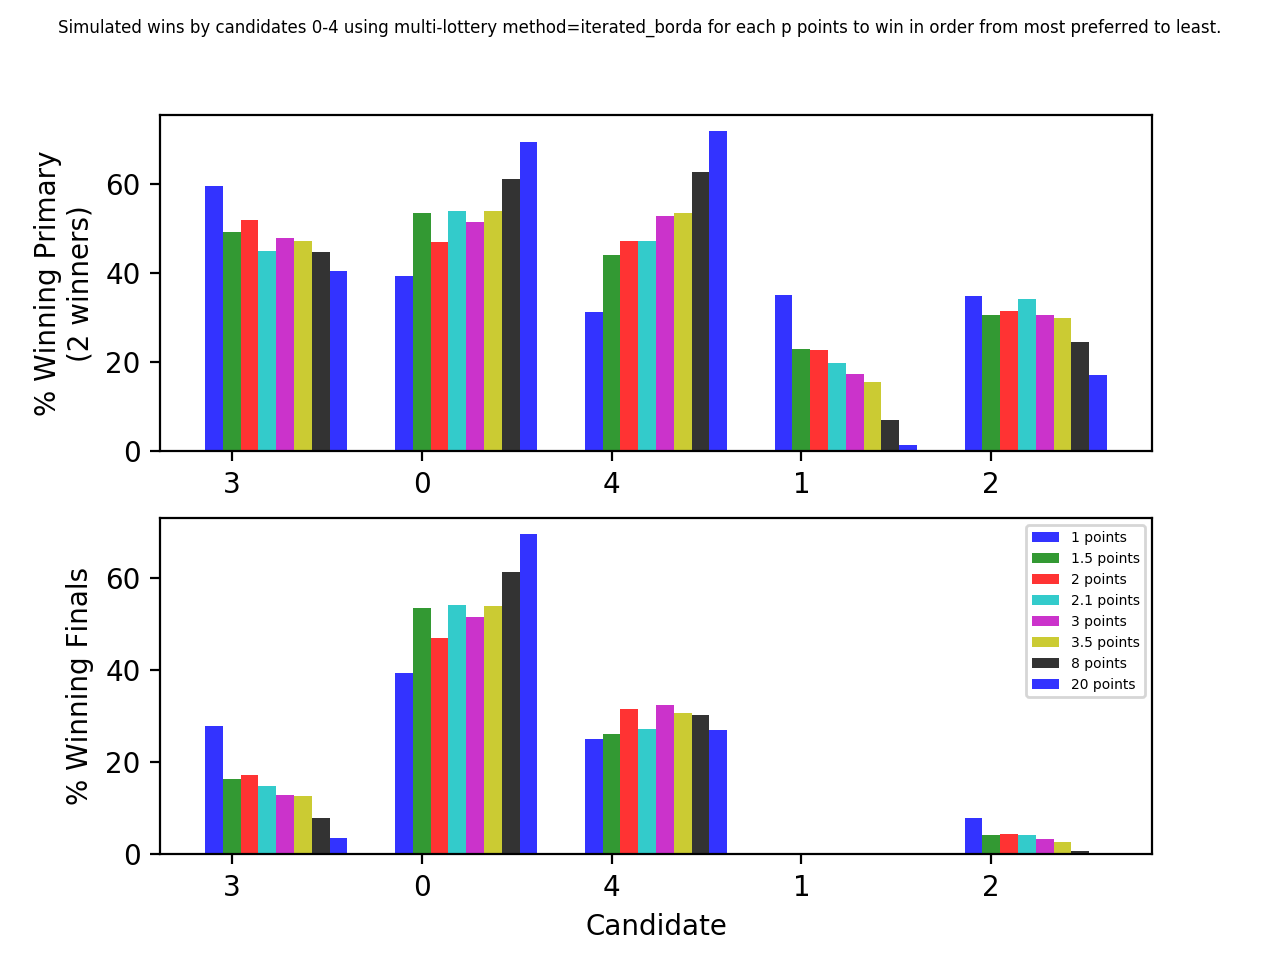 Simulated wins by candidates 0-4 using multi-lottery method=iterated_borda for each p points to win in order from most preferred to least.
% Winning Primary
(2 winners)
60
40
20
0
3 0 4 1 2
% Winning Finals
60
40
20
0
1 points
1.5 points
2 points
2.1 points
3 points
3.5 points
8 points
20 points
3 0 4 1 2
Candidate